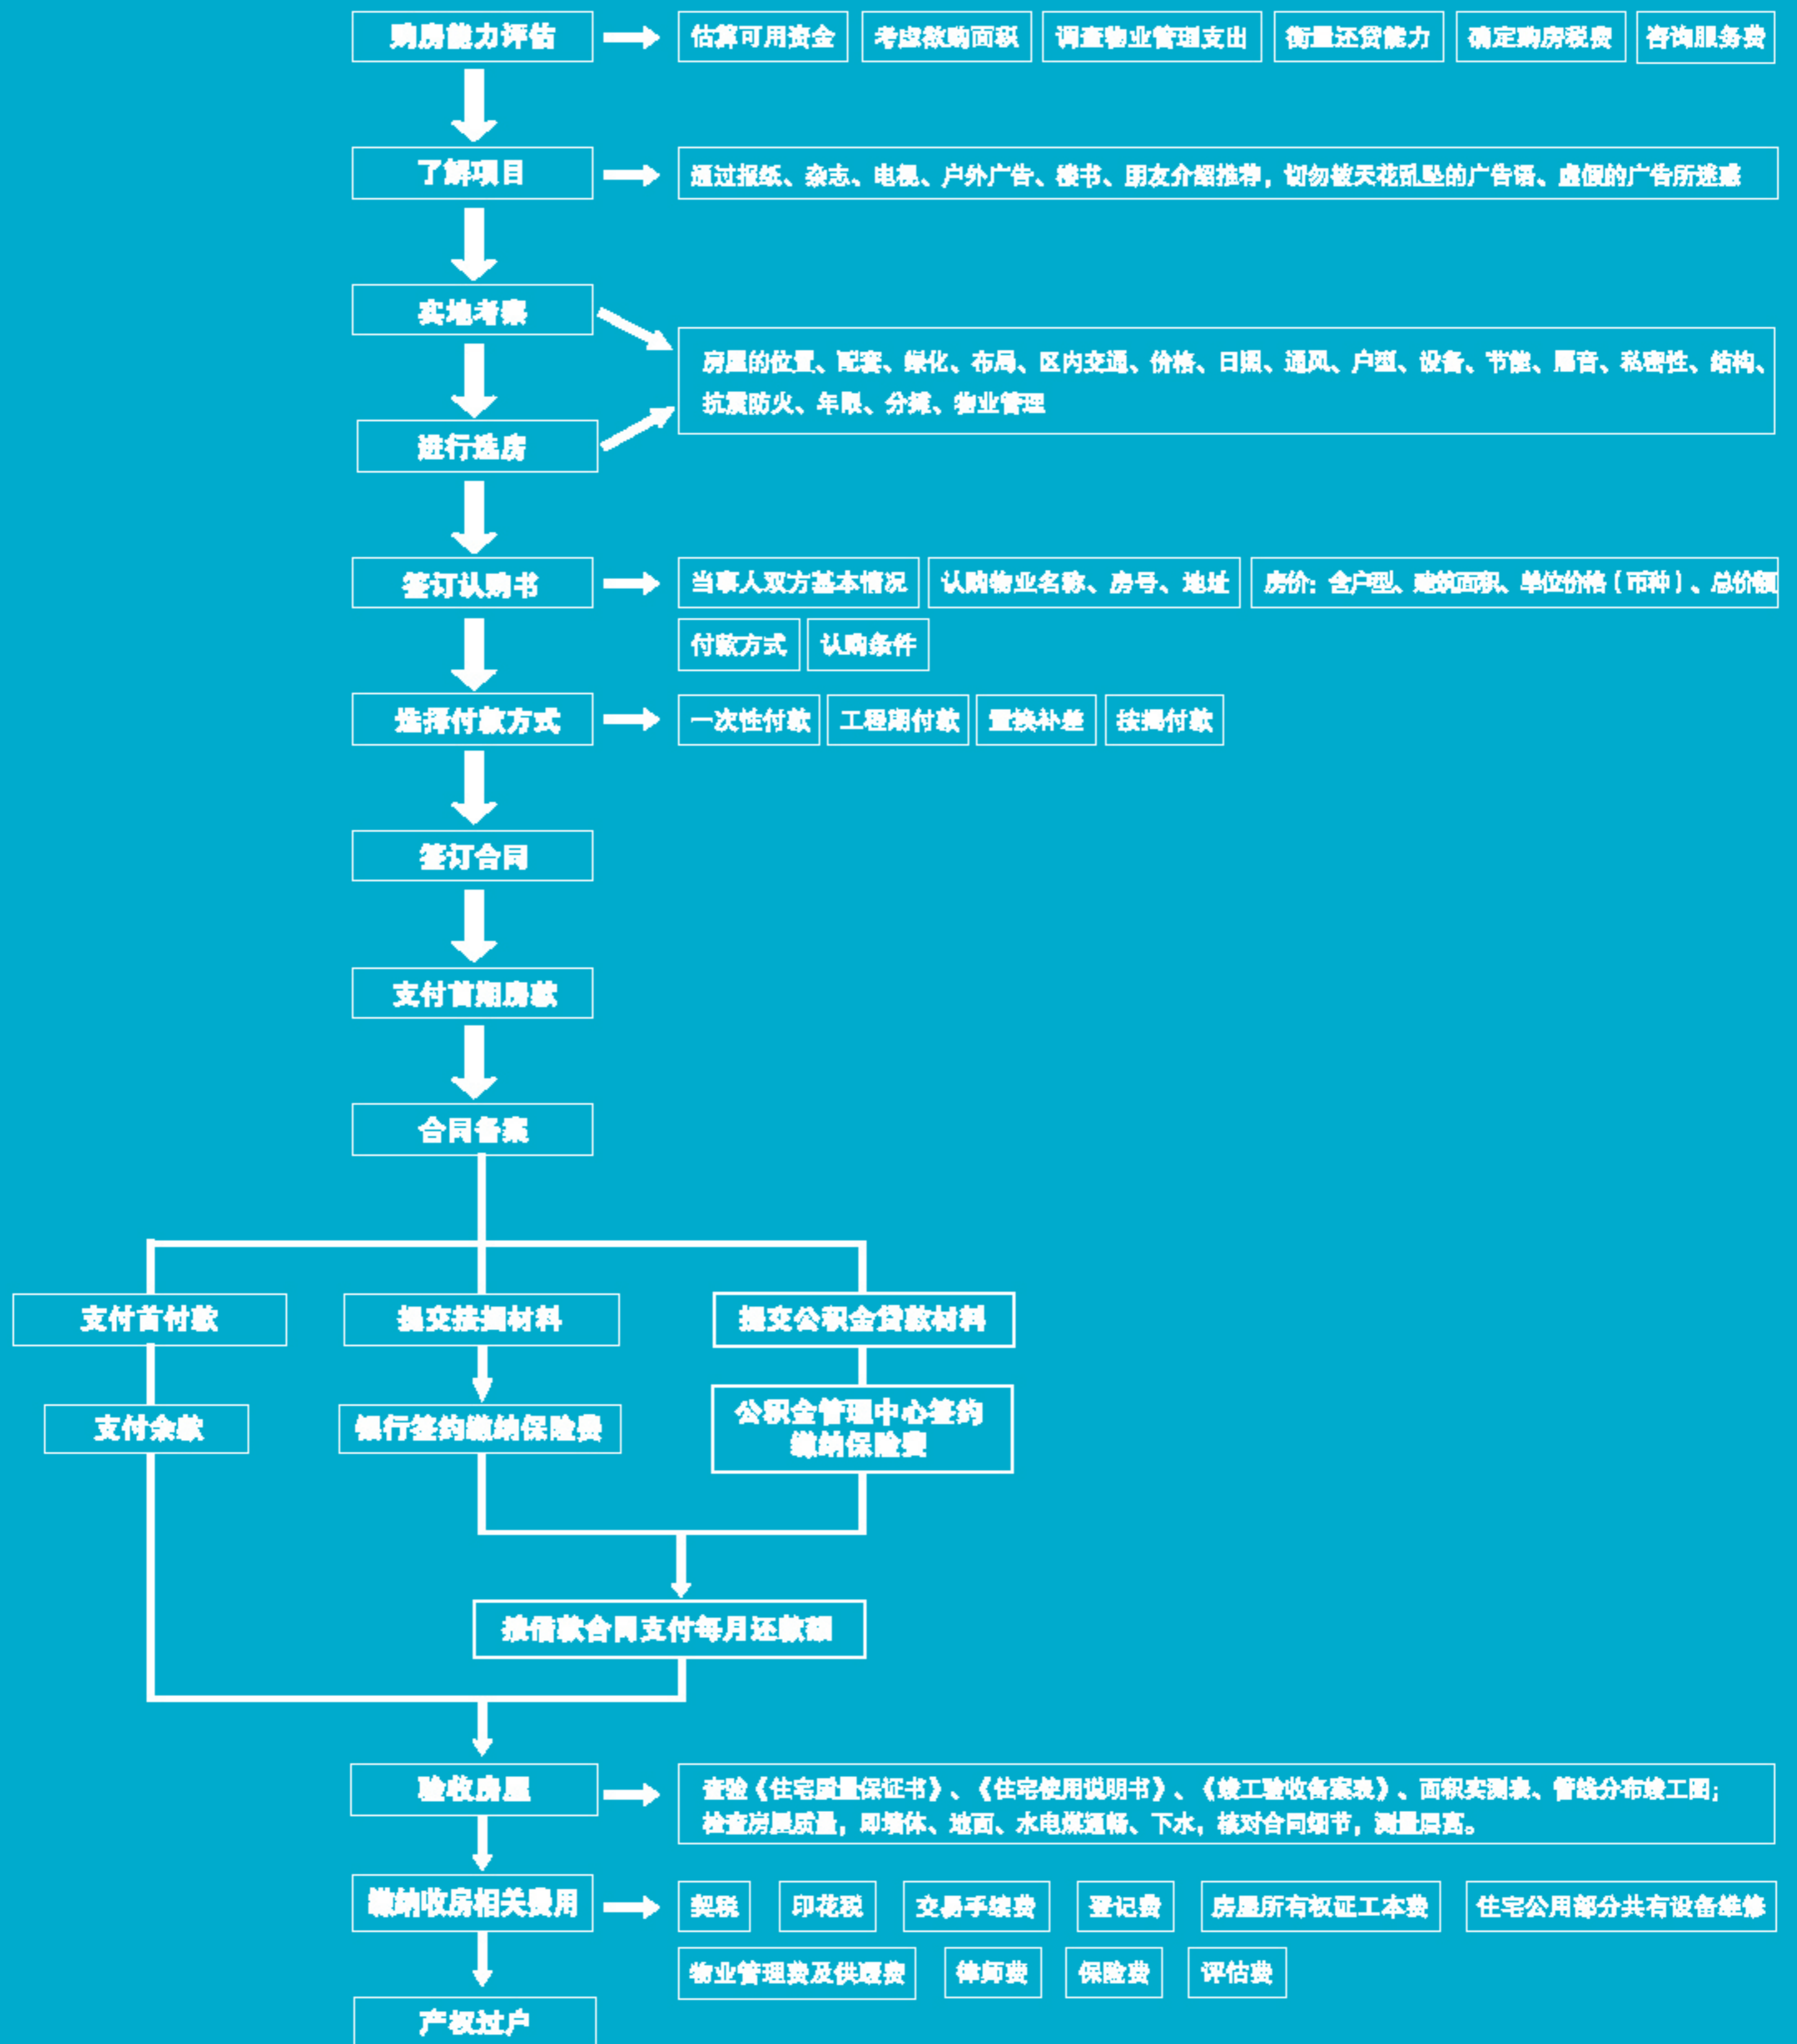 购房能力评估
估算可用资金
考虑欲购面积
调查物业管理支出
衡量还贷能力
确定购房税费
咨询服务费
了解项目
通过报纸、杂志、电视、户外广告、楼书、朋友介绍推荐，切勿被天花乱坠的广告语、虚假的广告所迷惑
实地考察
房屋的位置、配套、绿化、布局、区内交通、价格、日照、通风、户型、设备、节能、隔音、私密性、结构、
抗震防火、年限、分摊、物业管理
进行选房
签订认购书
当事人双方基本情况
认购物业名称、房号、地址
房价：含户型、建筑面积、单位价格（币种）、总价额
付款方式
认购条件
选择付款方式
一次性付款
工程期付款
置换补差
按揭付款
签订合同
支付首期房款
合同备案
支付首付款
提交按揭材料
提交公积金贷款材料
支付余款
银行签约缴纳保险费
公积金管理中心签约
缴纳保险费
按借款合同支付每月还款额
验收房屋
查验《住宅质量保证书》、《住宅使用说明书》、《竣工验收备案表》、面积实测表、管线分布竣工图；
检查房屋质量，即墙体、地面、水电煤通畅、下水，核对合同细节，测量层高。
缴纳收房相关费用
契税
印花税
交易手续费
登记费
房屋所有权证工本费
住宅公用部分共有设备维修
物业管理费及供暖费
律师费
保险费
评估费
产权过户